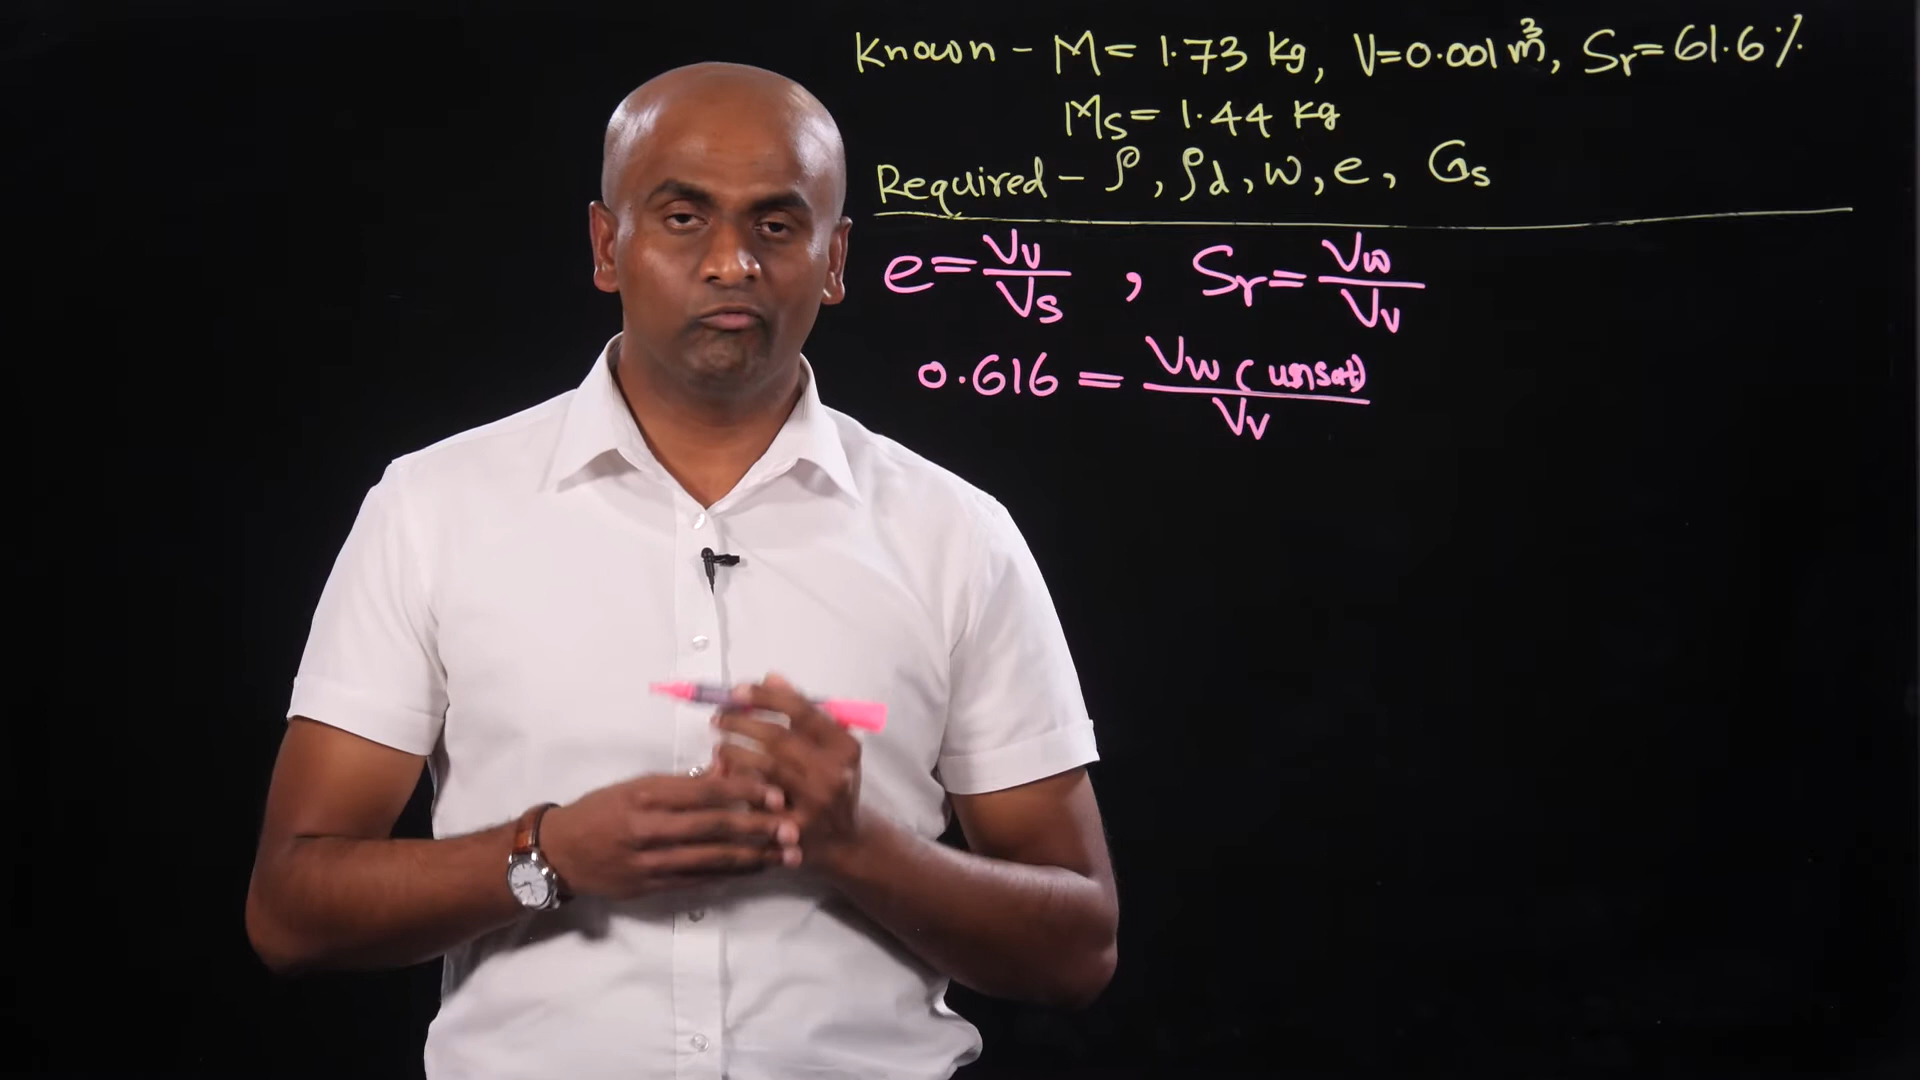 Known - M = 1.73 kg, V=0.001 m³, Sr=61.6%
Ms = 1.44 kg
Required - ρ, ρd, w, e, Gs
e = Vv/Vs , Sr = Vw/Vv
0.616 = Vw (unsat)/Vv